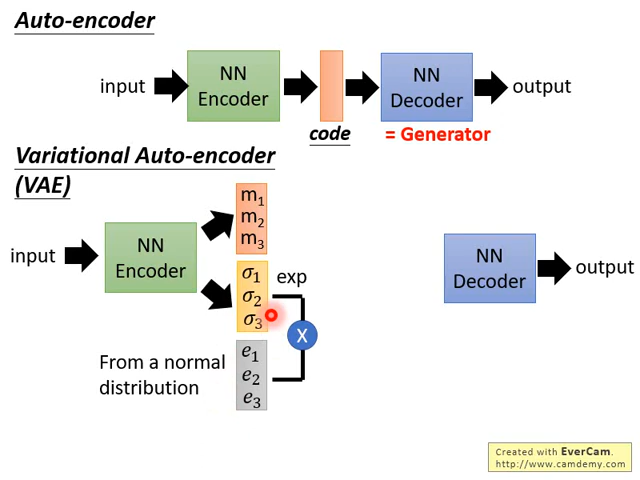 Auto-encoder
input
NN
Encoder
code
NN
Decoder
= Generator
output
Variational Auto-encoder
(VAE)
input
NN
Encoder
m1
m2
m3
σ1
σ2
σ3
exp
X
From a normal
distribution
e1
e2
e3
NN
Decoder
output
Created with EverCam.
http://www.camdemy.com